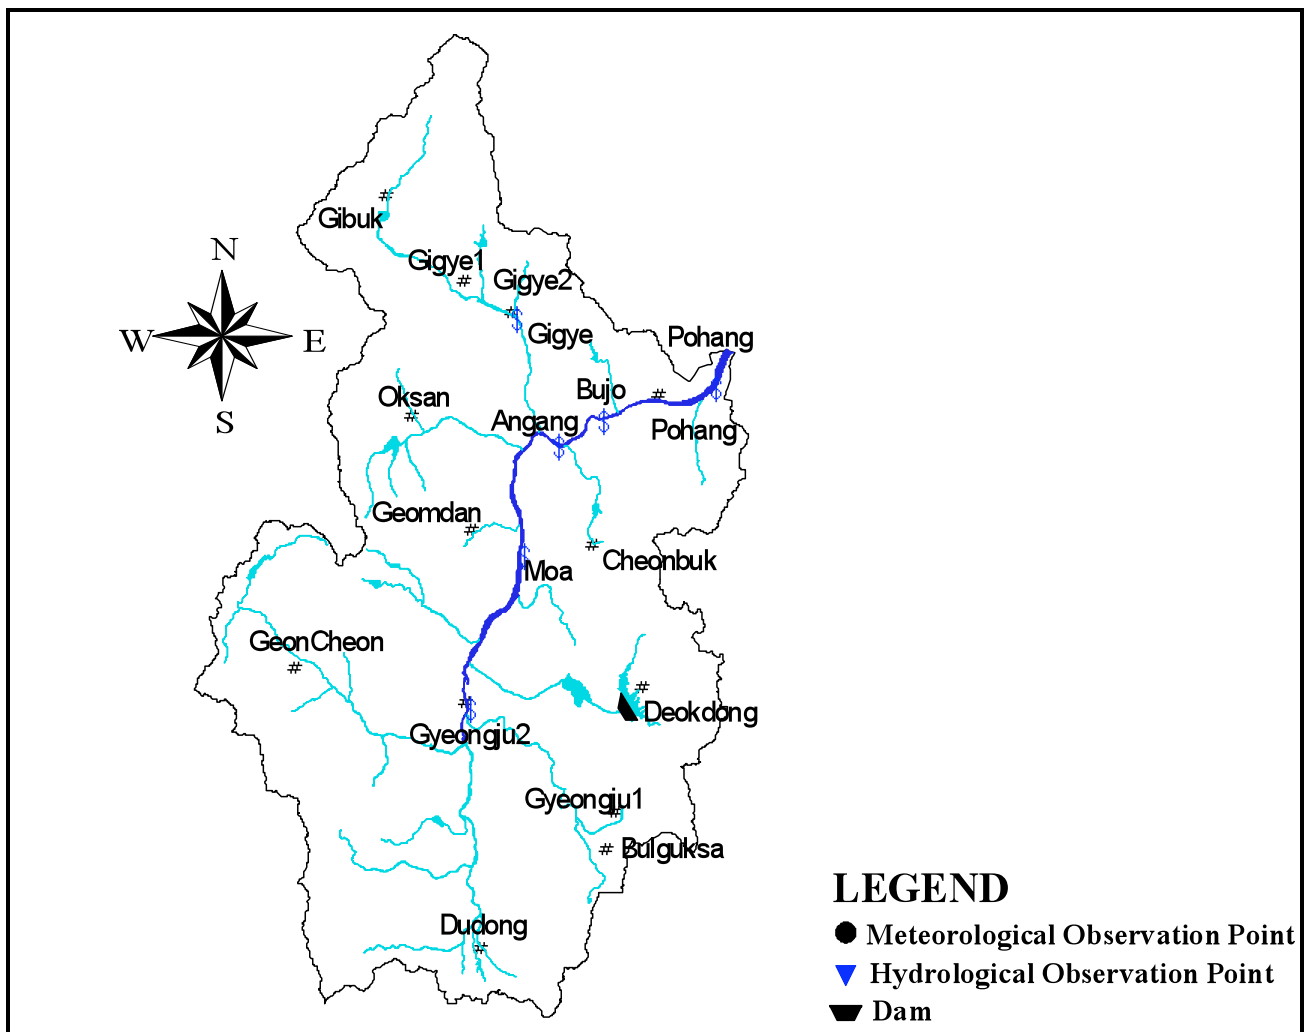 Gibuk
N
Gigye1
Gigye2
W
E
Gigye
Pohang
S
Oksan
Bujo
Angang
Pohang
Geomdan
Cheonbuk
Moa
GeonCheon
Deokdong
Gyeongju2
Gyeongju1
Bulguksa
Dudong
LEGEND
Meteorological Observation Point
Hydrological Observation Point
Dam